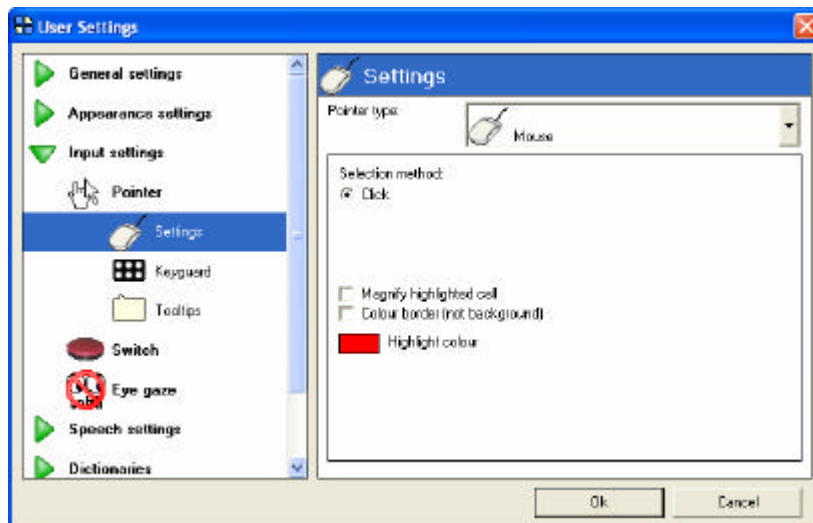 User Settings
General settings
Appearance settings
Input settings
Pointer
Settings
Keyguard
Tooltips
Switch
Eye gaze
Speech settings
Dictionaries
Settings
Pointer type:
Mouse
Selection method:
Click
Magnify highlighted cell
Colour border (not background)
Highlight colour
Ok
Cancel